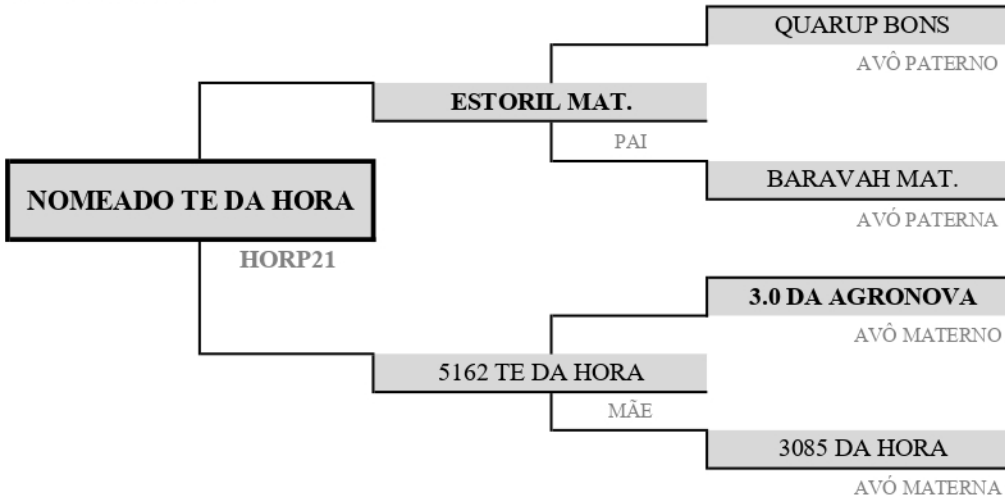 QUARUP BONS
AVÔ PATERNO
ESTORIL MAT.
PAI
BARAVAH MAT.
AVÓ PATERNA
NOMEADO TE DA HORA
HORP21
3.0 DA AGRONOVA
AVÔ MATERNO
5162 TE DA HORA
MÃE
3085 DA HORA
AVÓ MATERNA